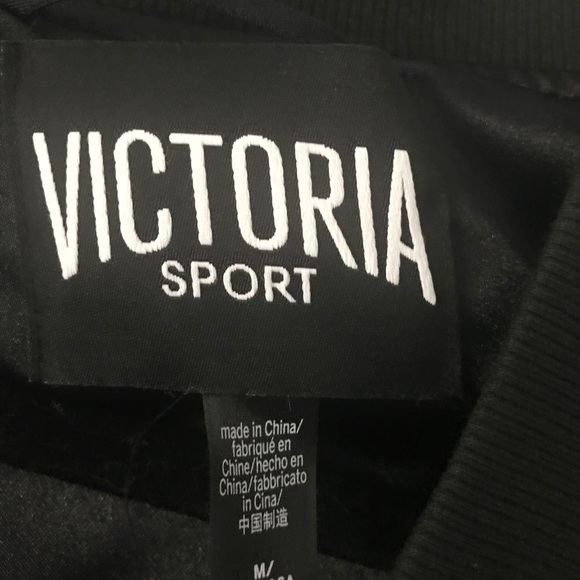 VICTORIA
SPORT
made in China/
fabriqué en
Chine/hecho en
China/fabbricato
in Cina/
中国制造
M/